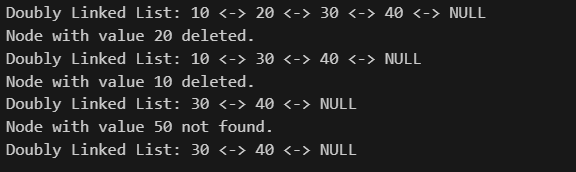 Doubly Linked List: 10 <-> 20 <-> 30 <-> 40 <-> NULL
Node with value 20 deleted.
Doubly Linked List: 10 <-> 30 <-> 40 <-> NULL
Node with value 10 deleted.
Doubly Linked List: 30 <-> 40 <-> NULL
Node with value 50 not found.
Doubly Linked List: 30 <-> 40 <-> NULL